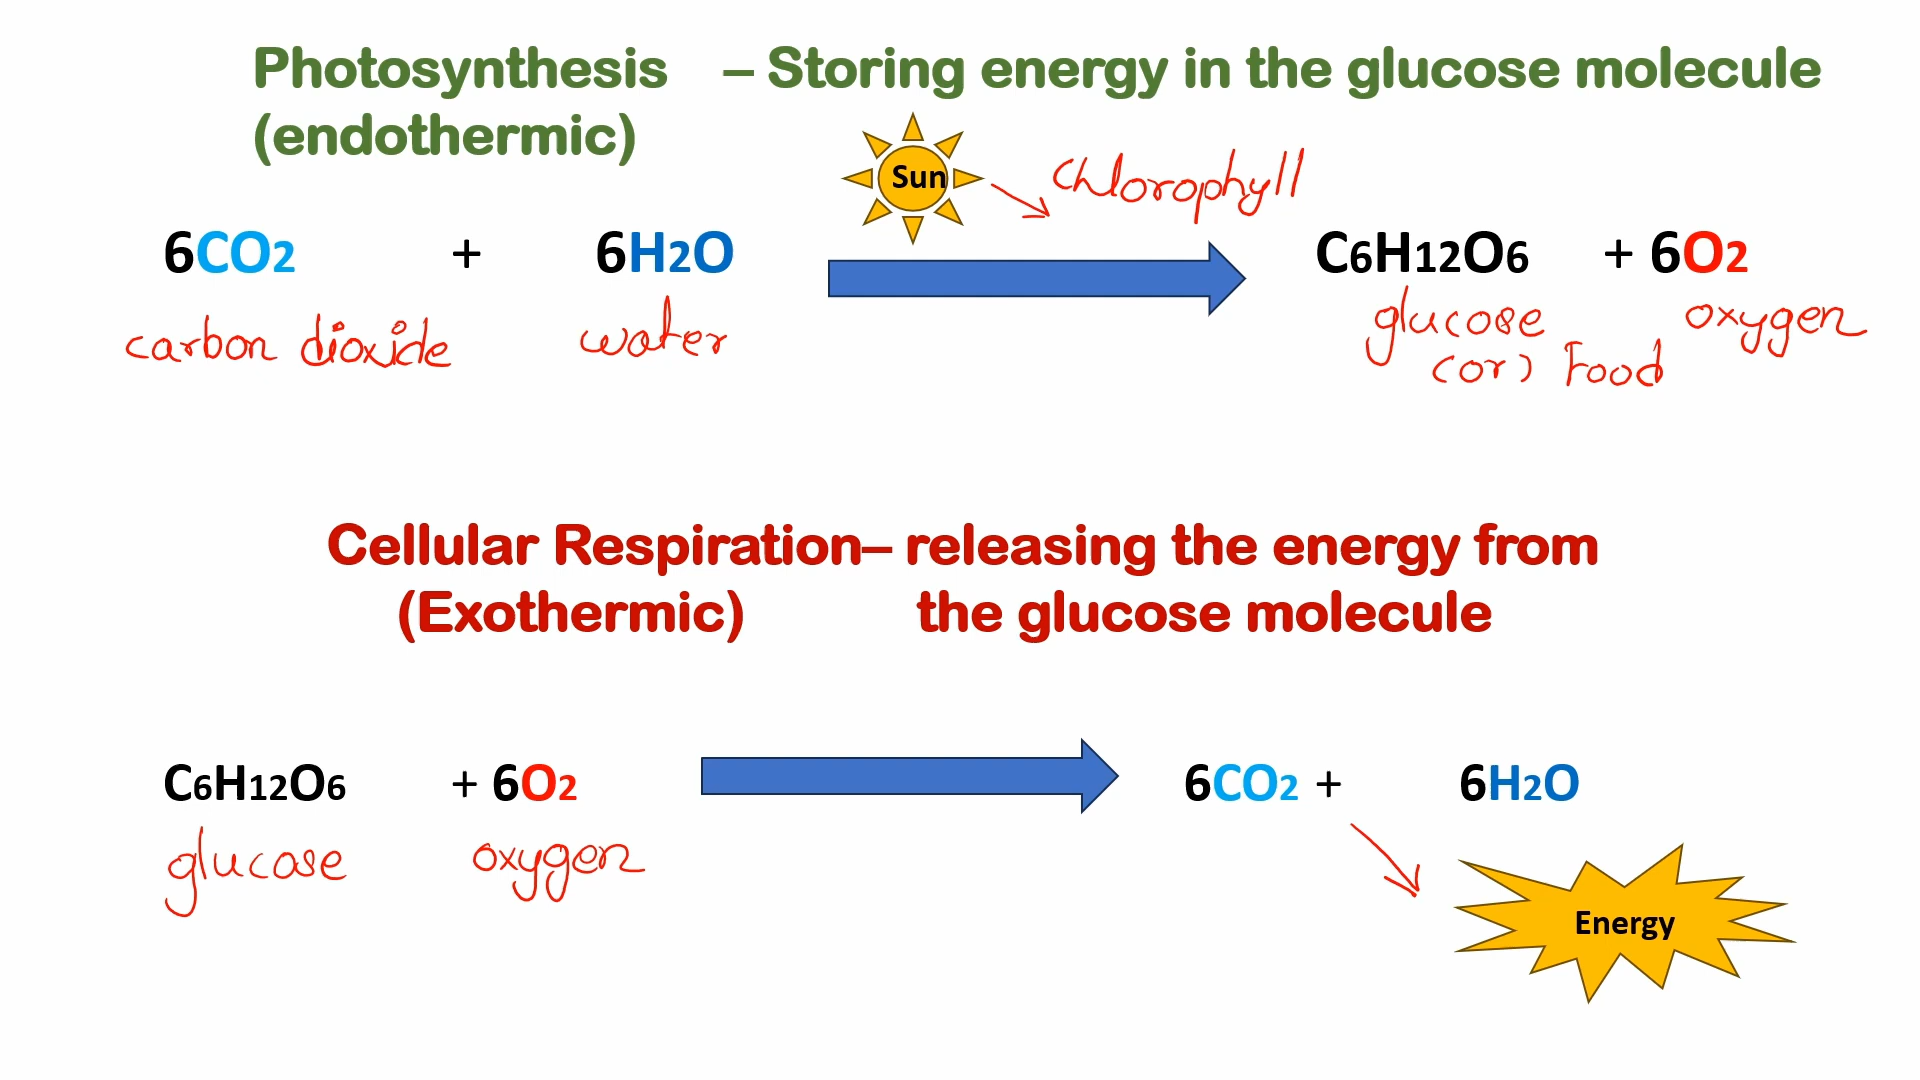 Photosynthesis – Storing energy in the glucose molecule
(endothermic)
Sun
chlorophyll
6CO2 + 6H2O C6H12O6 + 6O2
carbon dioxide water glucose oxygen
(or) Food
Cellular Respiration– releasing the energy from
(Exothermic) the glucose molecule
C6H12O6 + 6O2 6CO2 + 6H2O
glucose oxygen
Energy